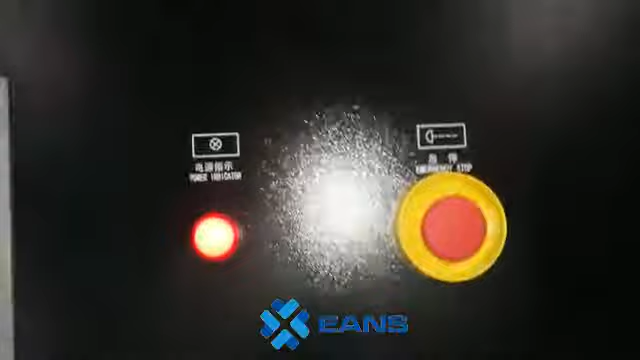 电源指示
POWER INDICATOR
急 停
EMERGENCY STOP
EANS